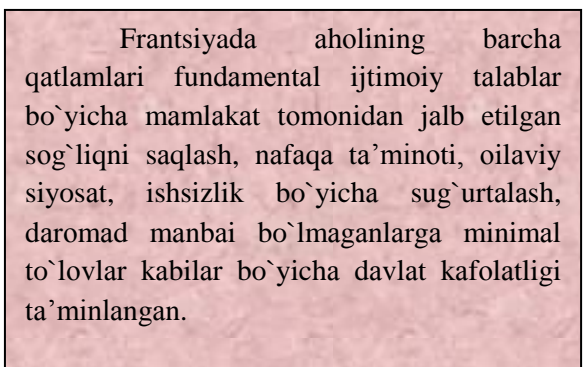 Frantsiyada aholining barcha
qatlamlari fundamental ijtimoiy talablar
bo`yicha mamlakat tomonidan jalb etilgan
sog`liqni saqlash, nafaqa ta’minoti, oilaviy
siyosat, ishsizlik bo`yicha sug`urtalash,
daromad manbai bo`lmaganlarga minimal
to`lovlar kabilar bo`yicha davlat kafolatligi
ta’minlangan.